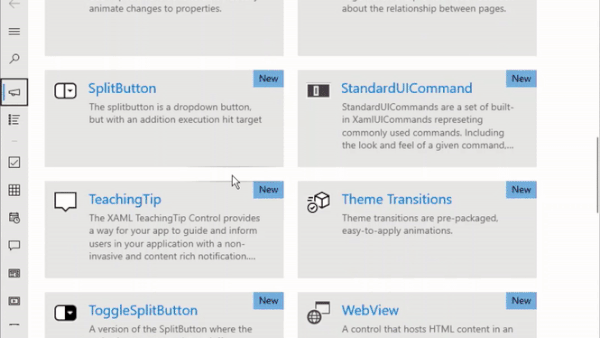 animate changes to properties.
about the relationship between pages.
New
SplitButton
The splitbutton is a dropdown button,
but with an addition execution hit target
New
StandardUICommand
StandardUICommands are a set of built-
in XamlUICommands represeting
commonly used commands. Including
the look and feel of a given command,...
New
TeachingTip
The XAML TeachingTip Control provides
a way for your app to guide and inform
users in your application with a non-
invasive and content rich notification....
New
Theme Transitions
Theme transitions are pre-packaged,
easy-to-apply animations.
New
ToggleSplitButton
A version of the SplitButton where the
New
WebView
A control that hosts HTML content in an